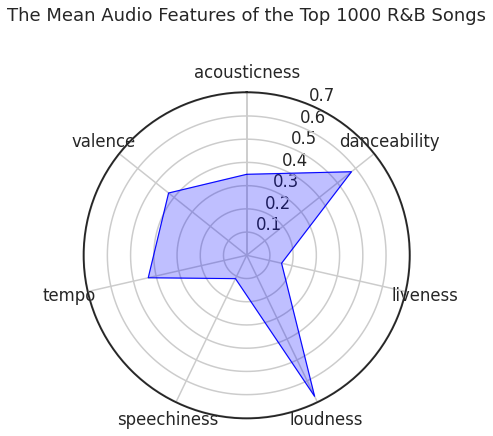 The Mean Audio Features of the Top 1000 R&B Songs
acousticness
0.7
0.6
0.5
valence
danceability
0.4
0.3
0.2
0.1
tempo
liveness
speechiness
loudness